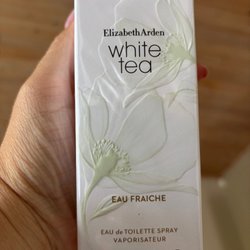 Elizabeth Arden
white
tea
EAU FRAICHE
EAU de TOILETTE SPRAY
VAPORISATEUR